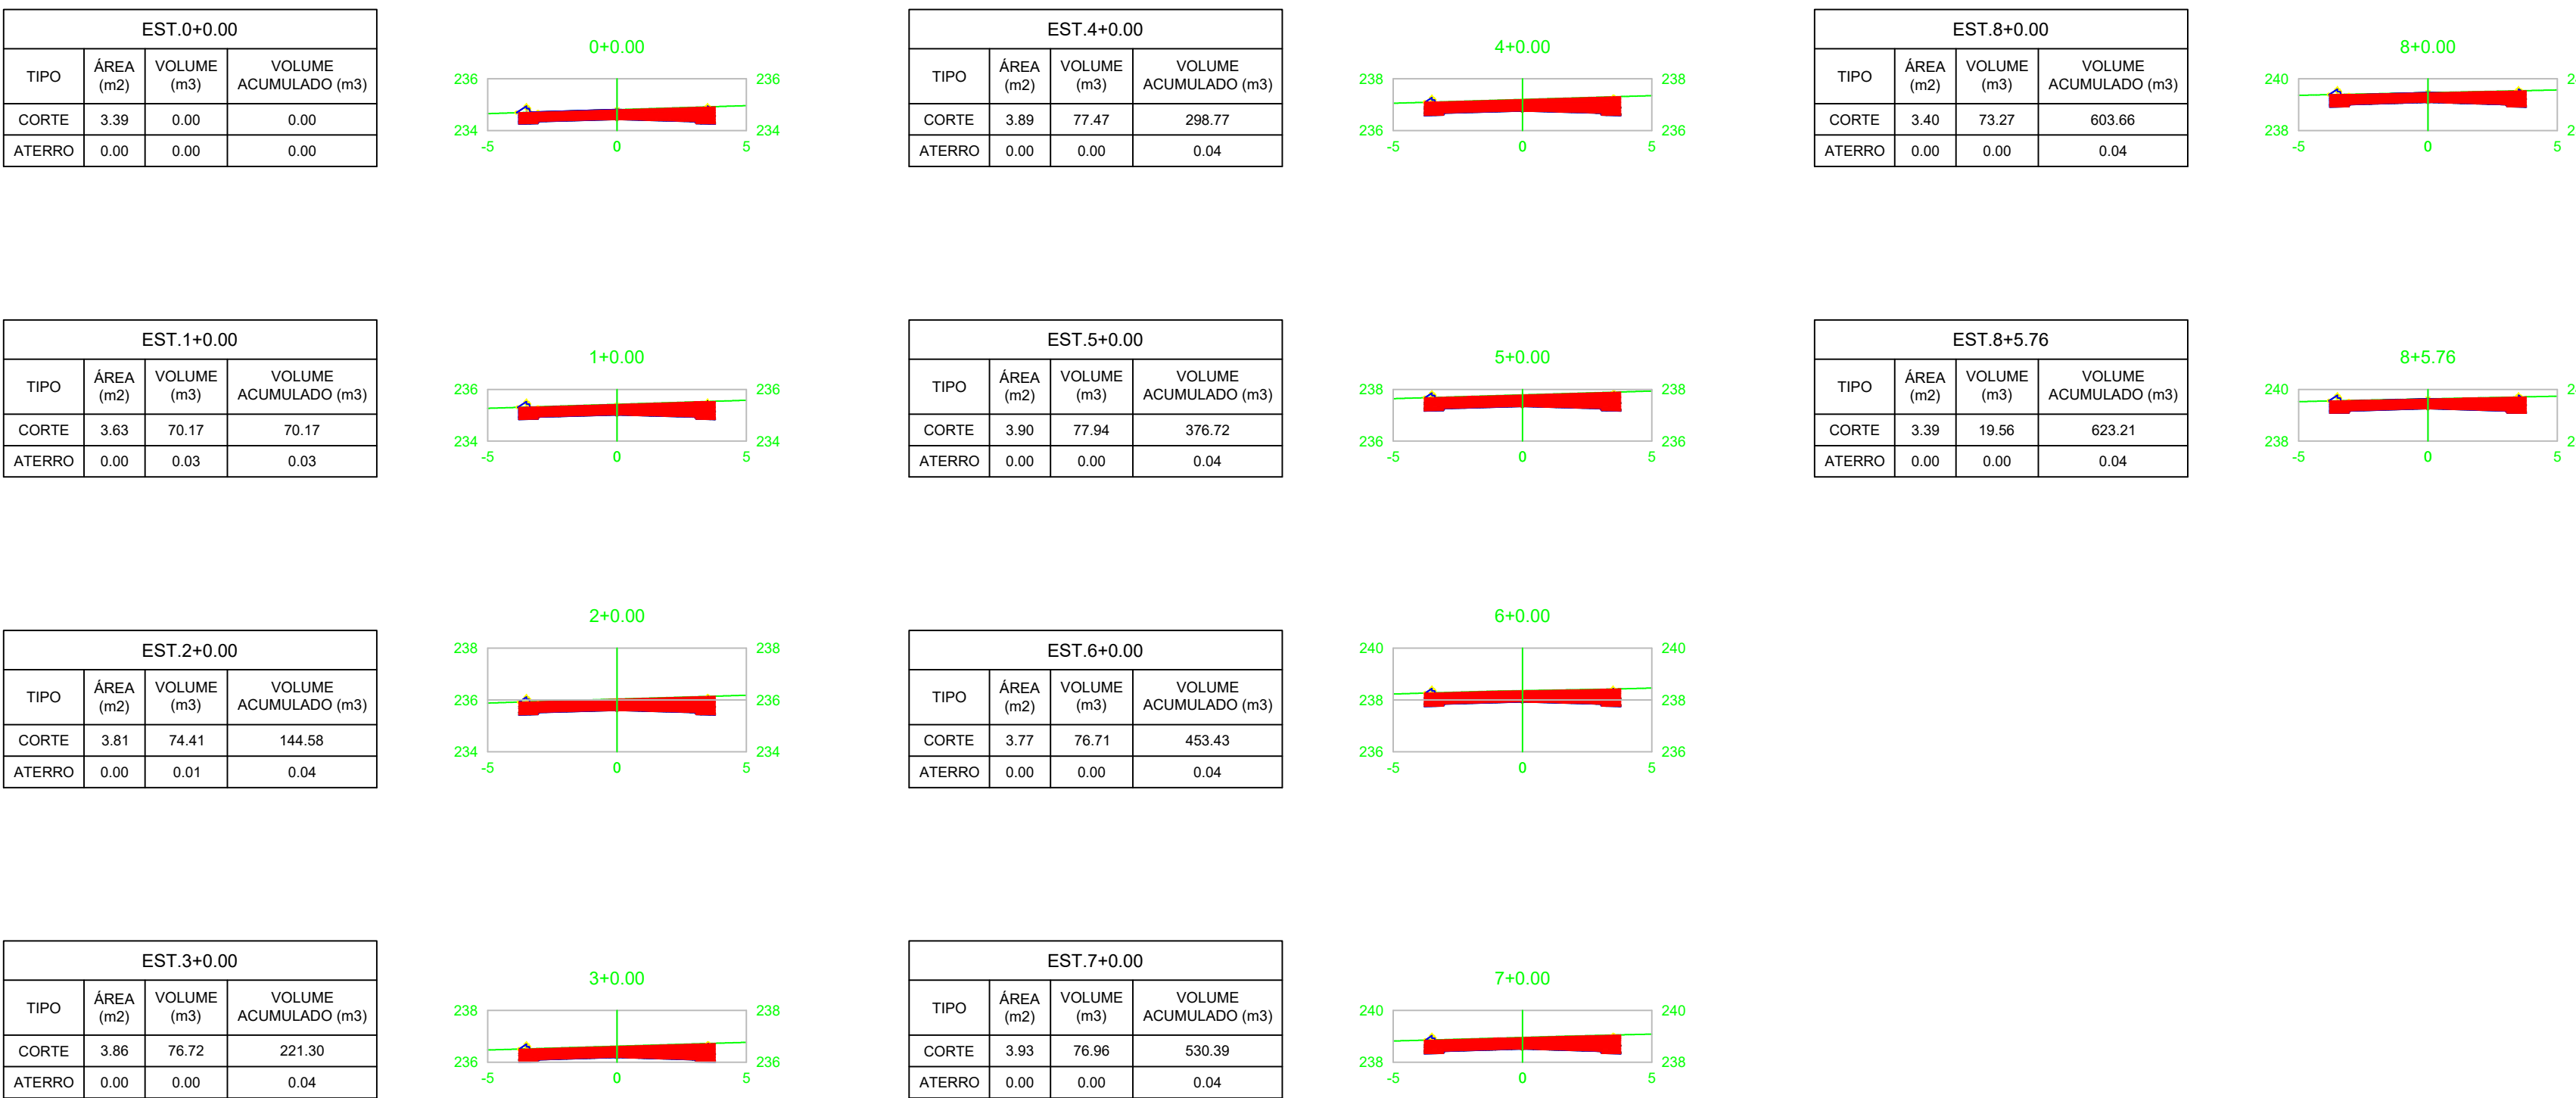 EST.0+0.00
TIPO ÁREA (m2) VOLUME (m3) VOLUME ACUMULADO (m3)
CORTE 3.39 0.00 0.00
ATERRO 0.00 0.00 0.00
0+0.00
236 236
234 234
-5 0 5
EST.4+0.00
TIPO ÁREA (m2) VOLUME (m3) VOLUME ACUMULADO (m3)
CORTE 3.89 77.47 298.77
ATERRO 0.00 0.00 0.04
4+0.00
238 238
236 236
-5 0 5
EST.8+0.00
TIPO ÁREA (m2) VOLUME (m3) VOLUME ACUMULADO (m3)
CORTE 3.40 73.27 603.66
ATERRO 0.00 0.00 0.04
8+0.00
240
238
-5 0 5
EST.1+0.00
TIPO ÁREA (m2) VOLUME (m3) VOLUME ACUMULADO (m3)
CORTE 3.63 70.17 70.17
ATERRO 0.00 0.03 0.03
1+0.00
236 236
234 234
-5 0 5
EST.5+0.00
TIPO ÁREA (m2) VOLUME (m3) VOLUME ACUMULADO (m3)
CORTE 3.90 77.94 376.72
ATERRO 0.00 0.00 0.04
5+0.00
238 238
236 236
-5 0 5
EST.8+5.76
TIPO ÁREA (m2) VOLUME (m3) VOLUME ACUMULADO (m3)
CORTE 3.39 19.56 623.21
ATERRO 0.00 0.00 0.04
8+5.76
240
238
-5 0 5
EST.2+0.00
TIPO ÁREA (m2) VOLUME (m3) VOLUME ACUMULADO (m3)
CORTE 3.81 74.41 144.58
ATERRO 0.00 0.01 0.04
2+0.00
238 238
236 236
234 234
-5 0 5
EST.6+0.00
TIPO ÁREA (m2) VOLUME (m3) VOLUME ACUMULADO (m3)
CORTE 3.77 76.71 453.43
ATERRO 0.00 0.00 0.04
6+0.00
240 240
238 238
236 236
-5 0 5
EST.3+0.00
TIPO ÁREA (m2) VOLUME (m3) VOLUME ACUMULADO (m3)
CORTE 3.86 76.72 221.30
ATERRO 0.00 0.00 0.04
3+0.00
238 238
236 236
-5 0 5
EST.7+0.00
TIPO ÁREA (m2) VOLUME (m3) VOLUME ACUMULADO (m3)
CORTE 3.93 76.96 530.39
ATERRO 0.00 0.00 0.04
7+0.00
240 240
238 238
-5 0 5